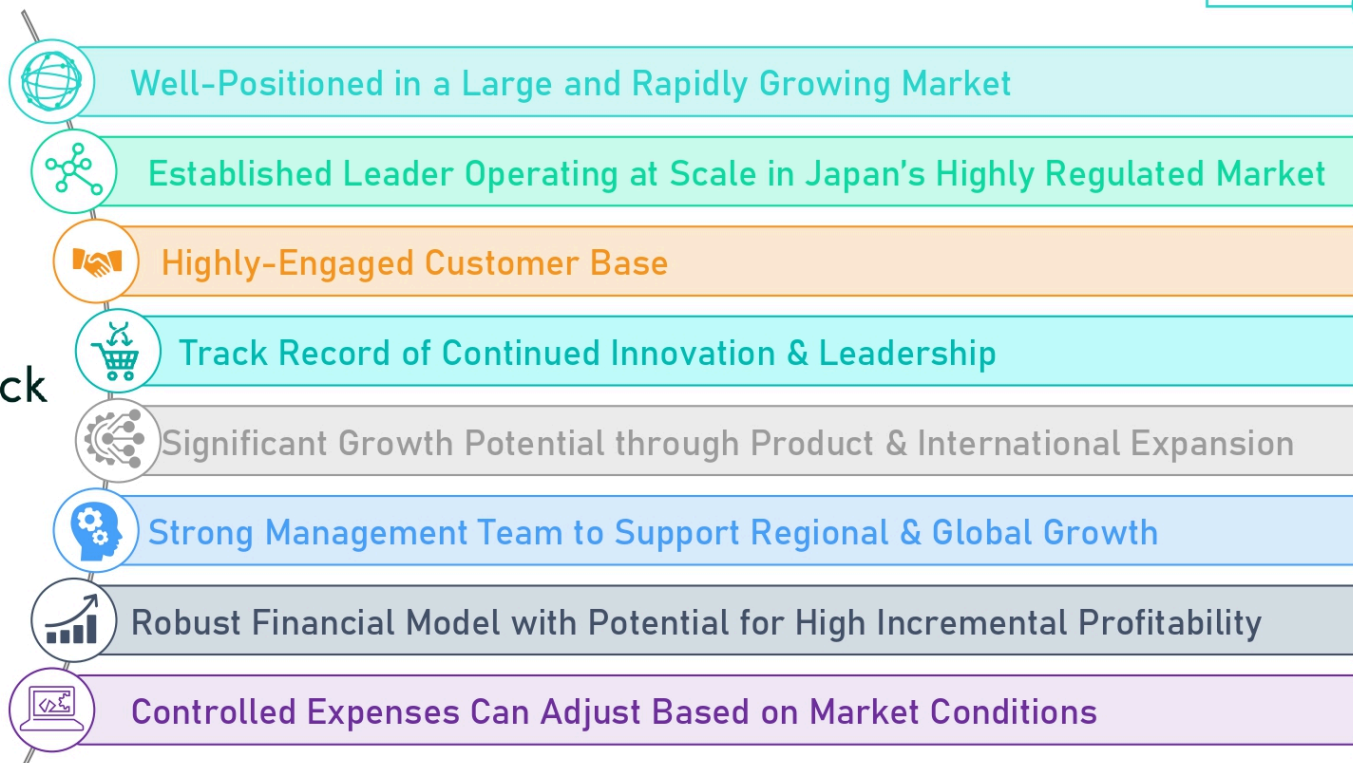 Well-Positioned in a Large and Rapidly Growing Market
Established Leader Operating at Scale in Japan's Highly Regulated Market
Highly-Engaged Customer Base
Track Record of Continued Innovation & Leadership
ck
Significant Growth Potential through Product & International Expansion
Strong Management Team to Support Regional & Global Growth
Robust Financial Model with Potential for High Incremental Profitability
Controlled Expenses Can Adjust Based on Market Conditions